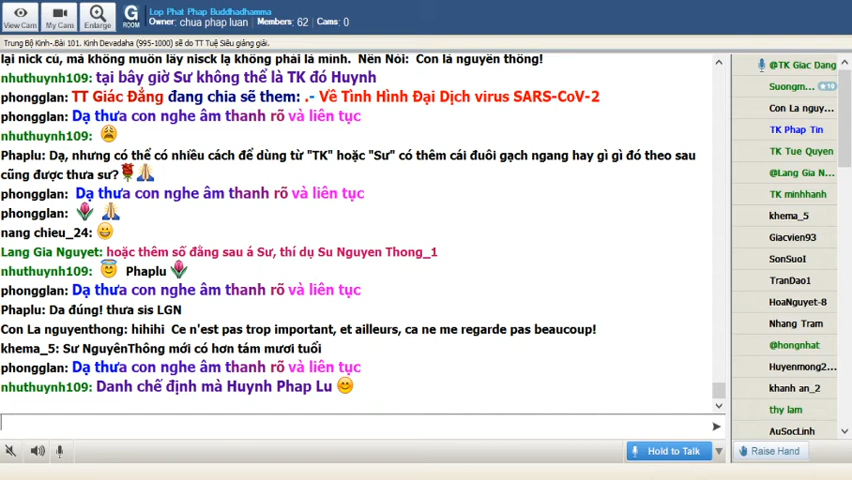 View Cam
My Cam
Enlarge
G
ROOM
Lop Phat Phap Buddhadhamma
Owner: chua phap luan Members: 62 Cams: 0
Trung Bộ Kinh-.Bài 101. Kinh Devadaha (995-1000) sẽ do TT Tuệ Siêu giảng giải.
lại nick cũ, mà không muốn lấy nisck lạ không phải là mình. Nên Nói: Con là nguyên thông!
nhuthuynh109: tại bây giờ Sư không thể là TK đó Huynh
phongglan: TT Giác Đẳng đang chia sẽ them: .- Về Tình Hình Đại Dịch virus SARS-CoV-2
phongglan: Dạ thưa con nghe âm thanh rõ và liên tục
nhuthuynh109:
Phaplu: Dạ, nhưng có thể có nhiều cách để dùng từ "TK" hoặc "Sư" có thêm cái đuôi gạch ngang hay gì gì đó theo sau
cũng được thưa sư?
phongglan: Dạ thưa con nghe âm thanh rõ và liên tục
phongglan:
nang chieu_24:
Lang Gia Nguyet: hoặc thêm số đằng sau á Sư, thí dụ Su Nguyen Thong_1
nhuthuynh109: Phaplu
phongglan: Dạ thưa con nghe âm thanh rõ và liên tục
Phaplu: Da đúng! thưa sis LGN
Con La nguyenthong: hihihi Ce n'est pas trop important, et ailleurs, ca ne me regarde pas beaucoup!
khema_5: Sư NguyênThông mới có hơn tám mươi tuổi
phongglan: Dạ thưa con nghe âm thanh rõ và liên tục
nhuthuynh109: Danh chế định mà Huynh Phap Lu
Hold to Talk
@TK Giac Dang
Suongm... 10
Con La nguy...
TK Phap Tin
TK Tue Quyen
@Lang Gia N...
TK minhhanh
khema_5
Giacvien93
SonSuoI
TranDao1
HoaNguyet-8
Nhang Tram
@hongnhat
Huyenmong2...
khanh an_2
thy lam
AuSocLinh
Raise Hand